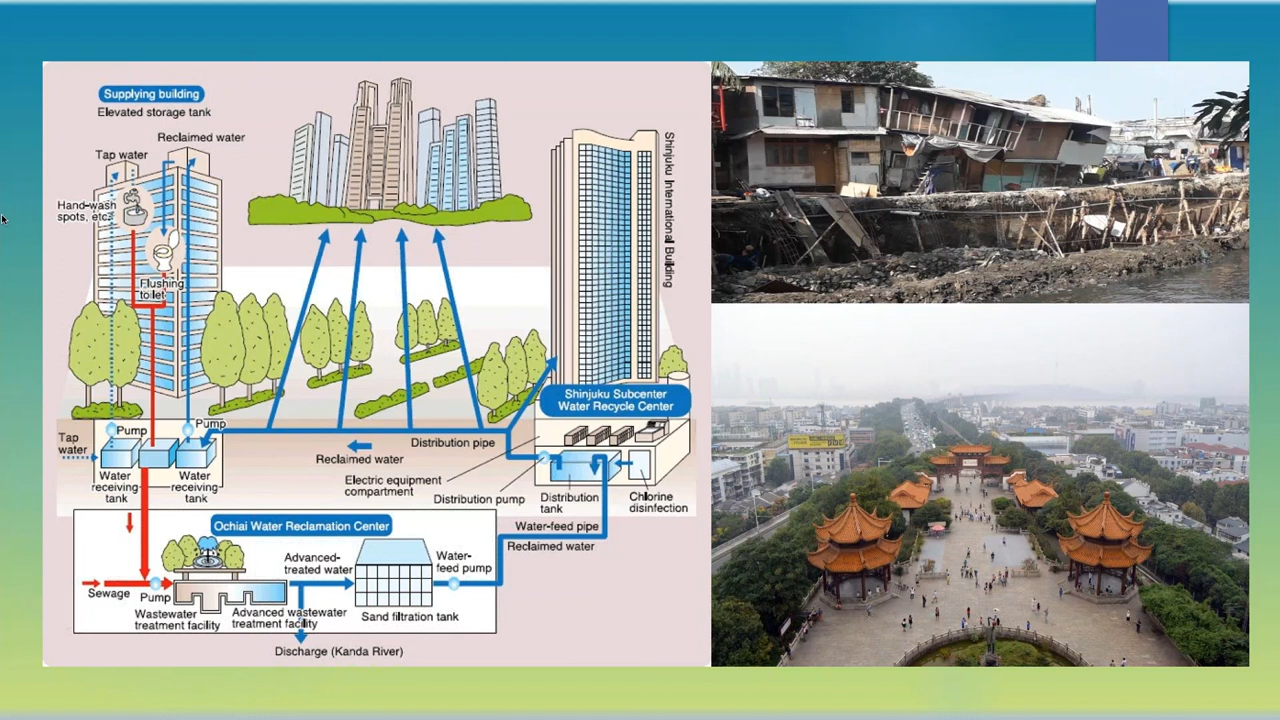 Supplying building
Elevated storage tank
Reclaimed water
Tap water
Hand-wash
spots, etc.
Flushing
toilet
Shinjuku International Building
Shinjuku Subcenter
Water Recycle Center
Pump
Pump
Tap
water
Water
receiving-
tank
Water
receiving-
tank
Distribution pipe
Reclaimed water
Electric equipment
compartment
Distribution pump
Distribution
tank
Chlorine
disinfection
Water-feed pipe
Reclaimed water
Ochiai Water Reclamation Center
Advanced-
treated water
Water-
feed pump
Sewage
Pump
Wastewater
treatment facility
Advanced wastewater
treatment facility
Sand filtration tank
Discharge (Kanda River)